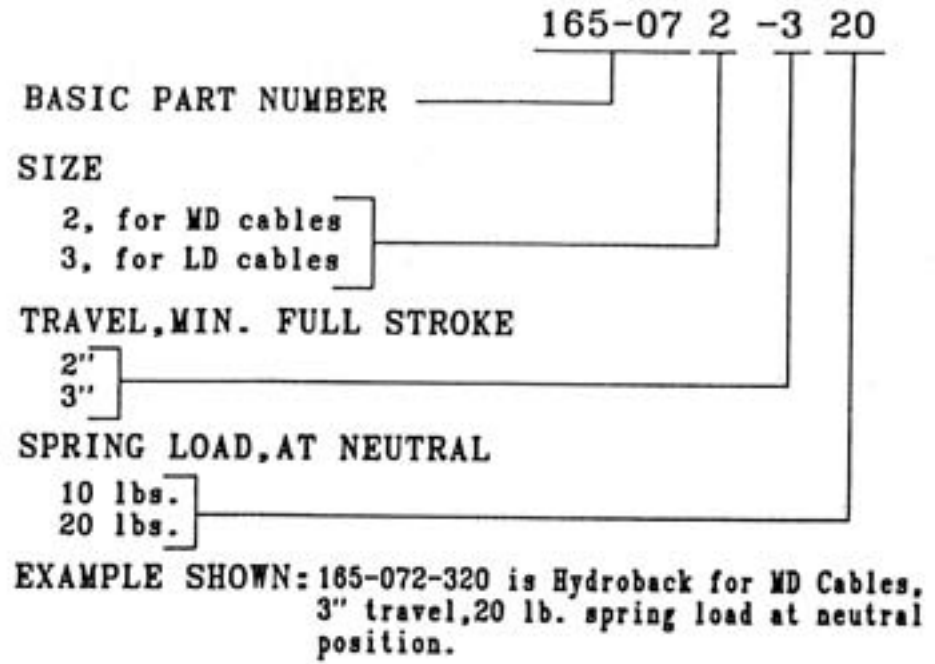 165-07 2 -3 20
BASIC PART NUMBER
SIZE
2, for MD cables
3, for LD cables
TRAVEL,MIN. FULL STROKE
2"
3"
SPRING LOAD,AT NEUTRAL
10 lbs.
20 lbs.
EXAMPLE SHOWN: 165-072-320 is Hydroback for MD Cables,
3" travel,20 lb. spring load at neutral
position.